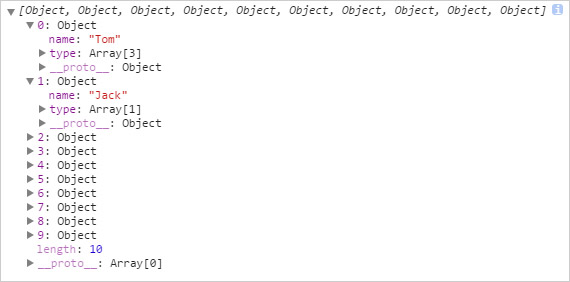 [Object, Object, Object, Object, Object, Object, Object, Object, Object, Object] i
0: Object
name: "Tom"
type: Array[3]
__proto__: Object
1: Object
name: "Jack"
type: Array[1]
__proto__: Object
2: Object
3: Object
4: Object
5: Object
6: Object
7: Object
8: Object
9: Object
length: 10
__proto__: Array[0]